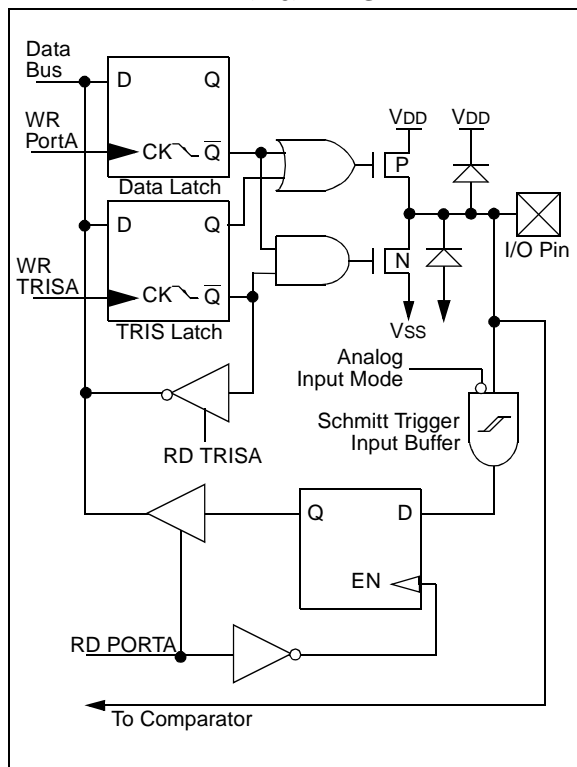 Data
Bus
D
Q
VDD
VDD
WR
PortA
CK
Q
P
Data Latch
D
Q
I/O Pin
WR
TRISA
N
CK
Q
TRIS Latch
VSS
Analog
Input Mode
Schmitt Trigger
Input Buffer
RD TRISA
Q
D
EN
RD PORTA
To Comparator